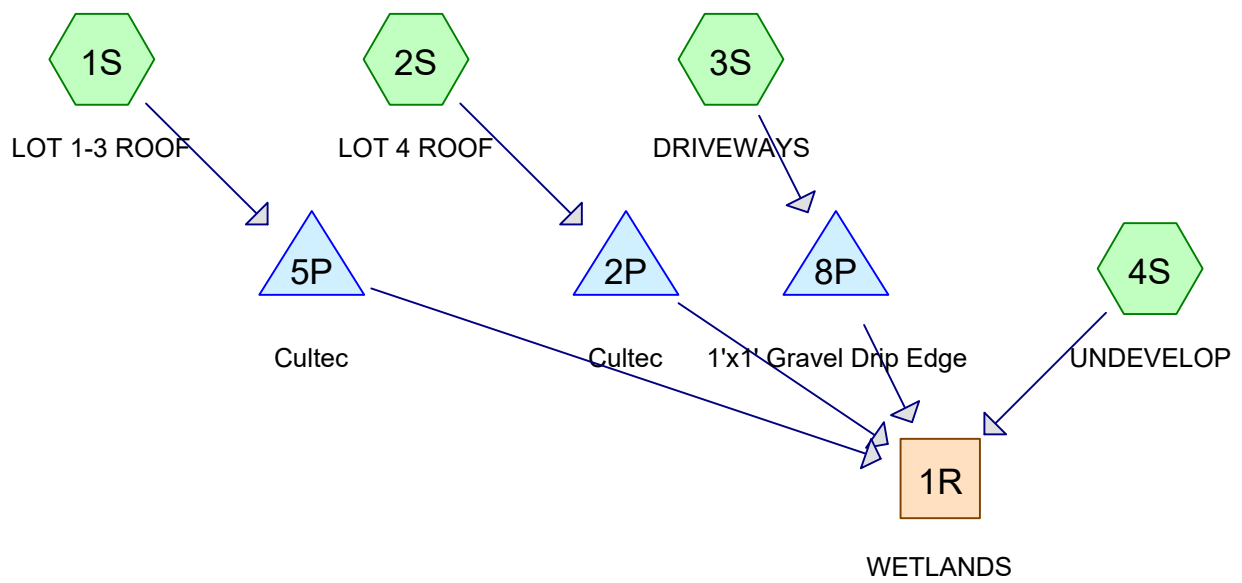 1S
2S
3S
LOT 1-3 ROOF
LOT 4 ROOF
DRIVEWAYS
5P
2P
8P
4S
Cultec
Cultec
1'x1' Gravel Drip Edge
UNDEVELOP
1R
WETLANDS